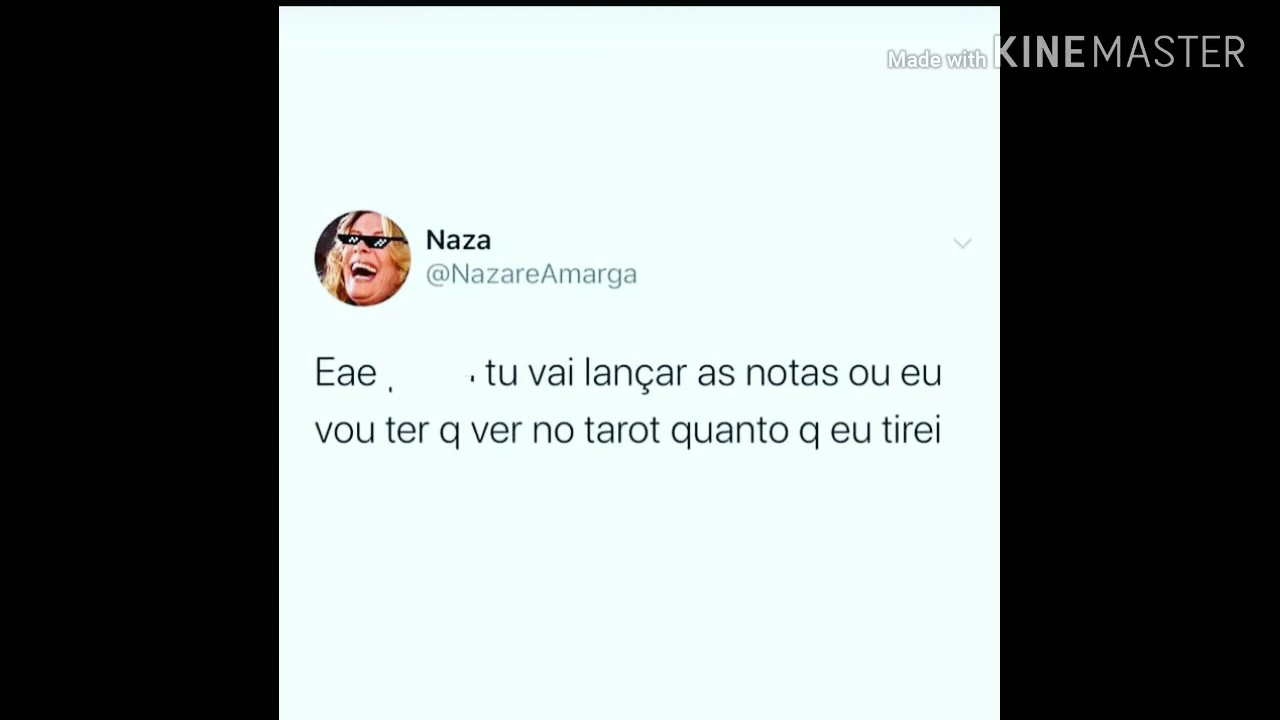 Made with KINEMASTER
Naza
@NazareAmarga
Eae , . tu vai lançar as notas ou eu
vou ter q ver no tarot quanto q eu tirei